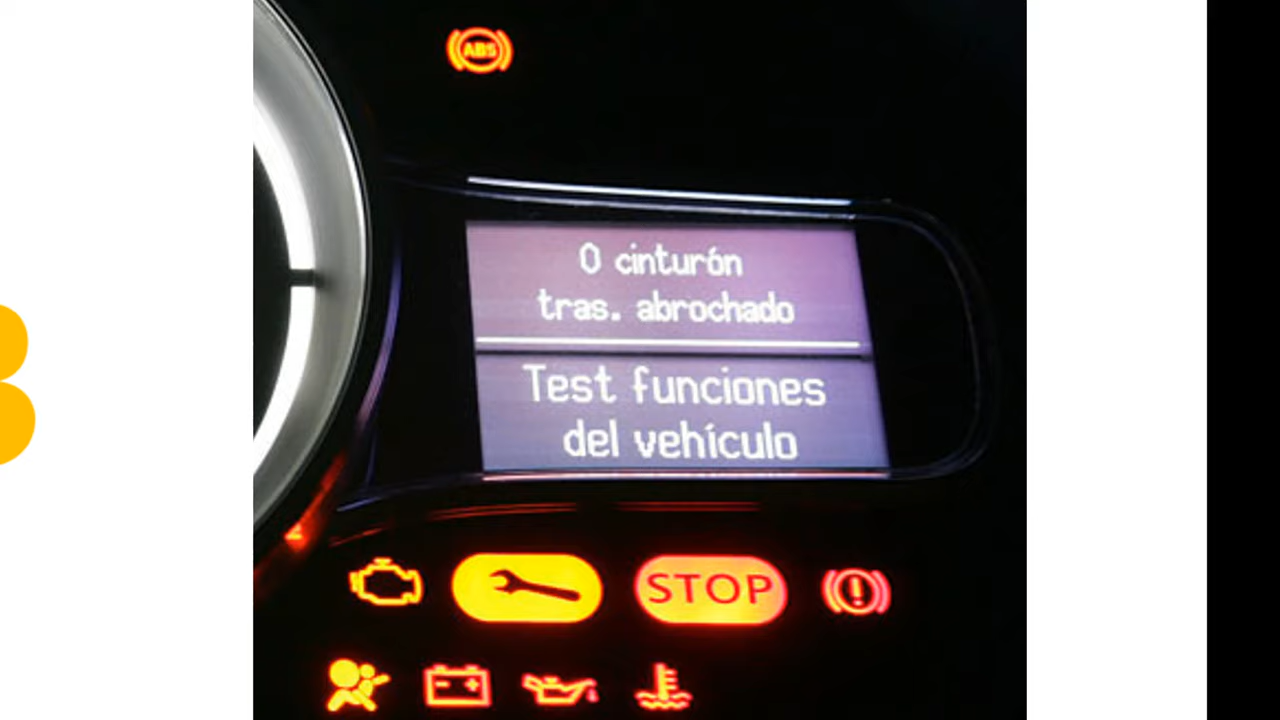 ABS
0 cinturón
tras. abrochado
Test funciones
del vehículo
STOP